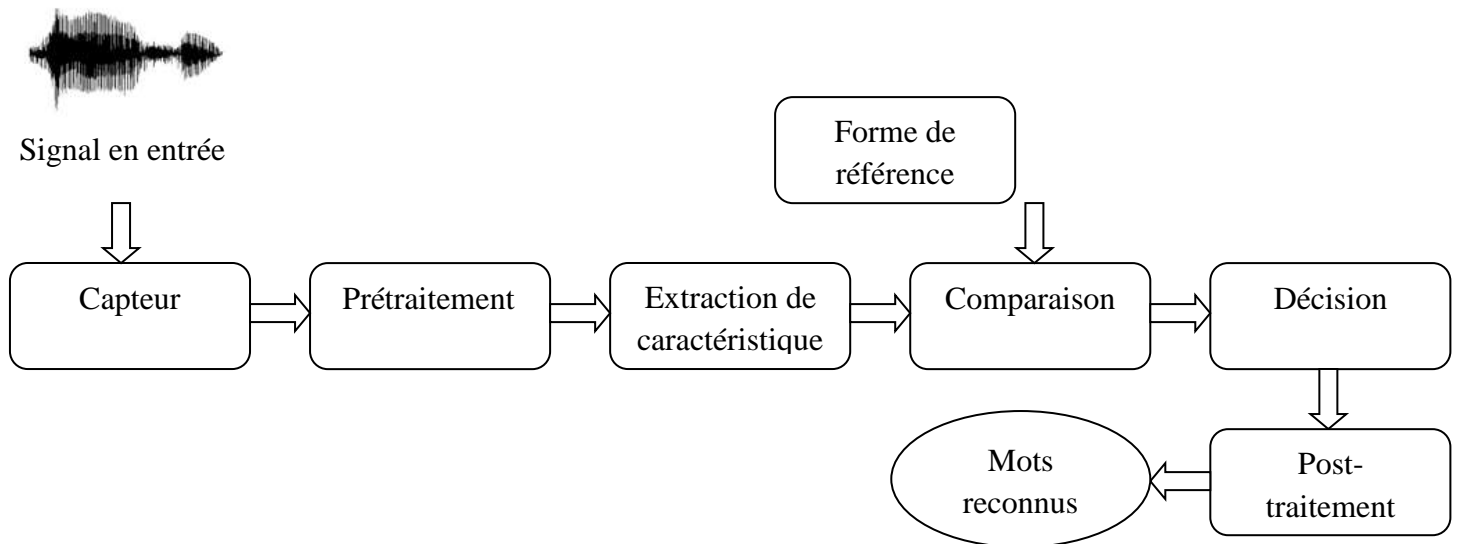 Signal en entrée
Forme de
référence
Capteur
Prétraitement
Extraction de
caractéristique
Comparaison
Décision
Mots
reconnus
Post-
traitement